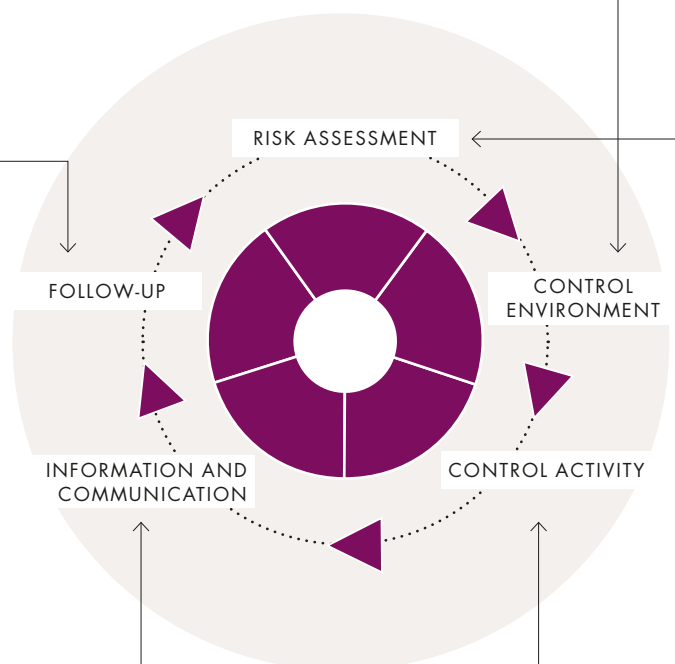 RISK ASSESSMENT
FOLLOW-UP
CONTROL
ENVIRONMENT
INFORMATION AND
COMMUNICATION
CONTROL ACTIVITY